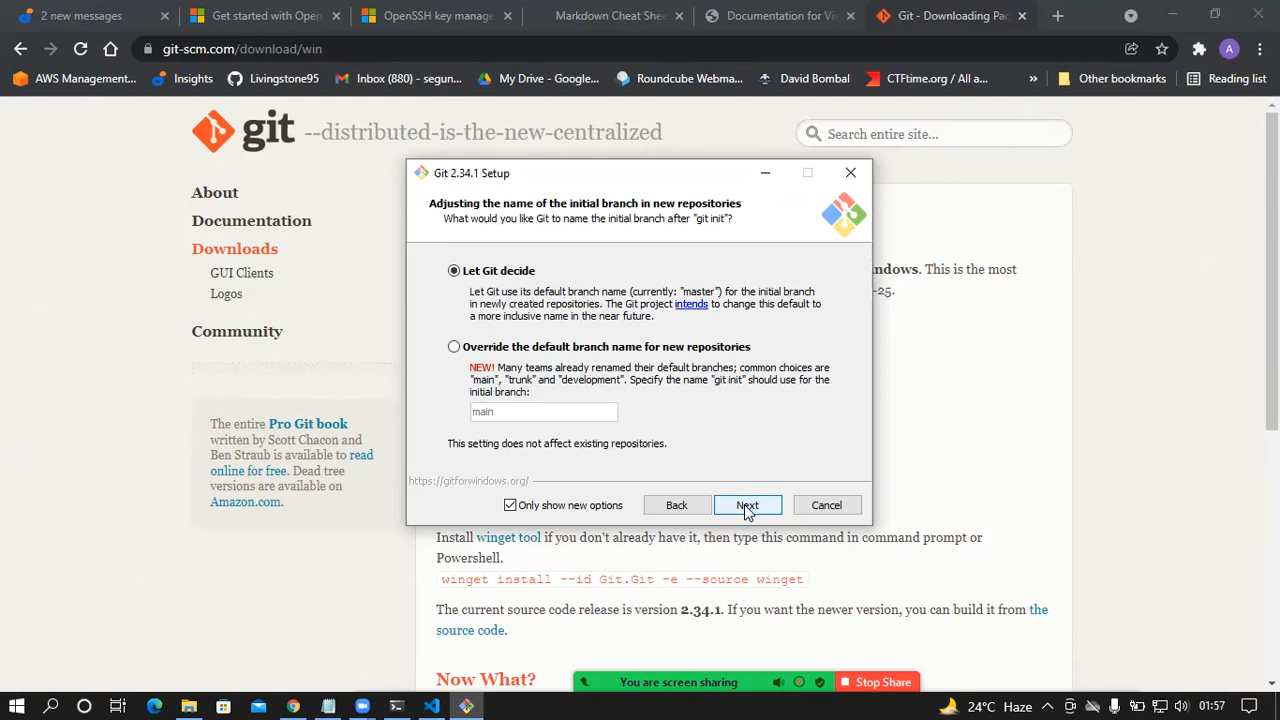 2 new messages
Get started with Open
OpenSSH key manage
Markdown Cheat Shee
Documentation for Vis
Git - Downloading Pac
git-scm.com/download/win
A
AWS Management...
Insights
Livingstone95
Inbox (880) - segun...
My Drive - Google...
Roundcube Webma...
David Bombal
CTFtime.org / All a...
»
Other bookmarks
Reading list
git --distributed-is-the-new-centralized
Search entire site...
About
Documentation
Downloads
GUI Clients
Logos
Community
The entire Pro Git book
written by Scott Chacon and
Ben Straub is available to read
online for free. Dead tree
versions are available on
Amazon.com.
Git 2.34.1 Setup
Adjusting the name of the initial branch in new repositories
What would you like Git to name the initial branch after "git init"?
Let Git decide
Let Git use its default branch name (currently: "master") for the initial branch
in newly created repositories. The Git project intends to change this default to
a more inclusive name in the near future.
Override the default branch name for new repositories
NEW! Many teams already renamed their default branches; common choices are
"main", "trunk" and "development". Specify the name "git init" should use for the
initial branch:
main
This setting does not affect existing repositories.
https://gitforwindows.org/
Only show new options
Back
Next
Cancel
indows. This is the most
-25.
Install winget tool if you don't already have it, then type this command in command prompt or
Powershell.
winget install --id Git.Git -e --source winget
The current source code release is version 2.34.1. If you want the newer version, you can build it from the
source code.
Now What?
You are screen sharing
Stop Share
24°C Haze
01:57